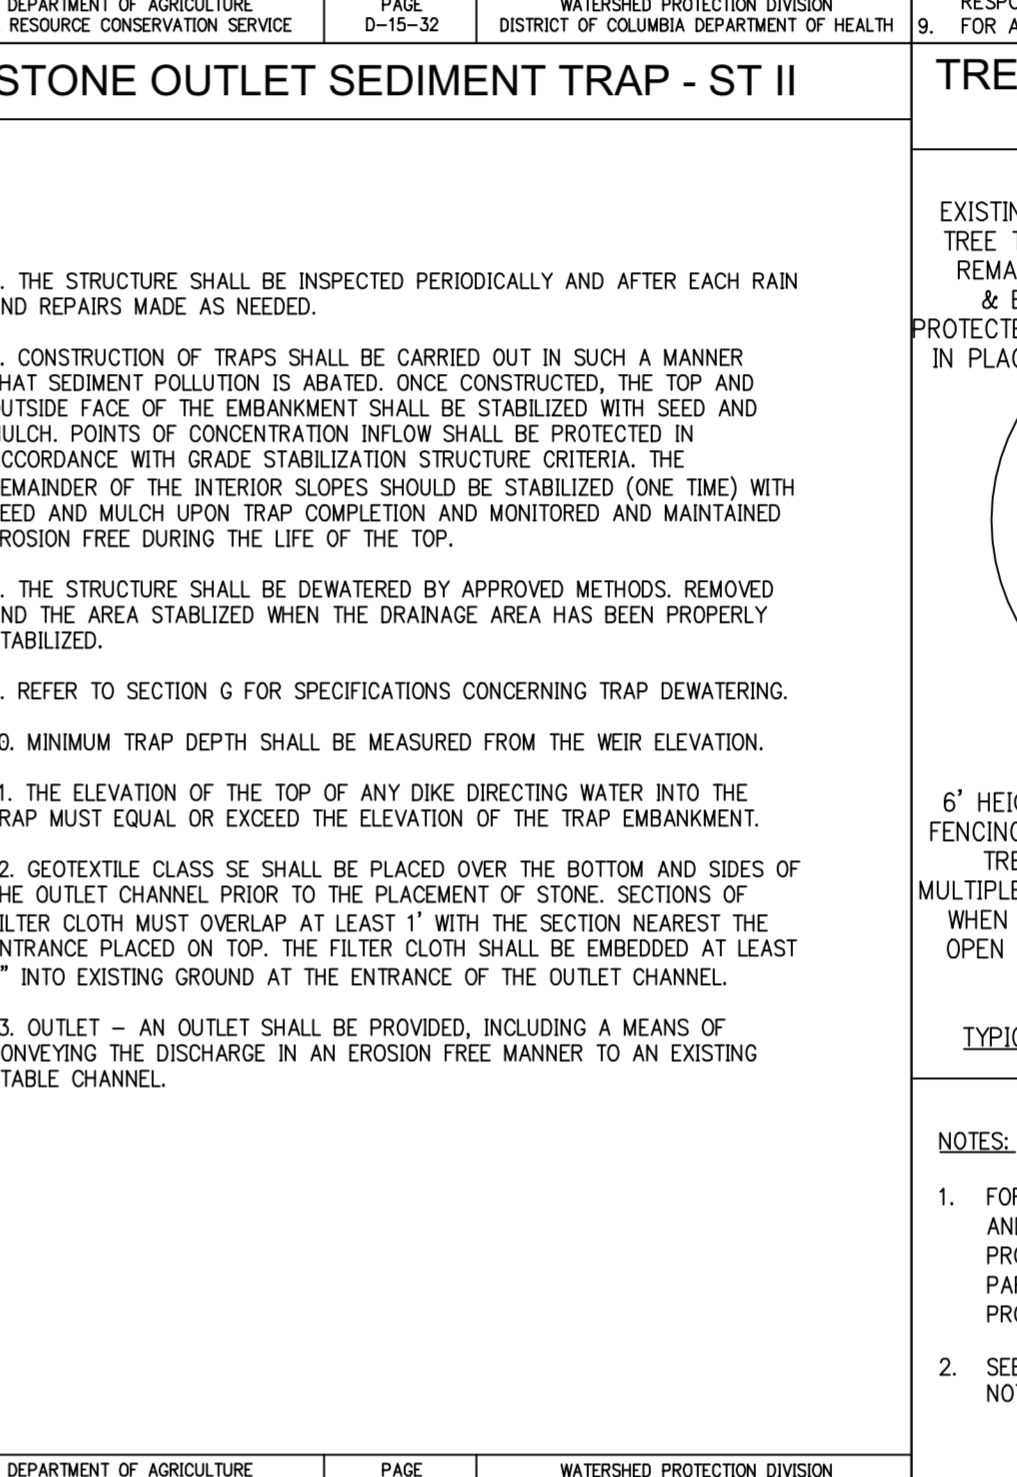 DEPARTMENT OF AGRICULTURE
RESOURCE CONSERVATION SERVICE
PAGE
D-15-32
WATERSHED PROTECTION DIVISION
DISTRICT OF COLUMBIA DEPARTMENT OF HEALTH
STONE OUTLET SEDIMENT TRAP - ST II
. THE STRUCTURE SHALL BE INSPECTED PERIODICALLY AND AFTER EACH RAIN
ND REPAIRS MADE AS NEEDED.
. CONSTRUCTION OF TRAPS SHALL BE CARRIED OUT IN SUCH A MANNER
HAT SEDIMENT POLLUTION IS ABATED. ONCE CONSTRUCTED, THE TOP AND
UTSIDE FACE OF THE EMBANKMENT SHALL BE STABILIZED WITH SEED AND
ULCH. POINTS OF CONCENTRATION INFLOW SHALL BE PROTECTED IN
CCORDANCE WITH GRADE STABILIZATION STRUCTURE CRITERIA. THE
EMAINDER OF THE INTERIOR SLOPES SHOULD BE STABILIZED (ONE TIME) WITH
EED AND MULCH UPON TRAP COMPLETION AND MONITORED AND MAINTAINED
ROSION FREE DURING THE LIFE OF THE TOP.
. THE STRUCTURE SHALL BE DEWATERED BY APPROVED METHODS. REMOVED
ND THE AREA STABLIZED WHEN THE DRAINAGE AREA HAS BEEN PROPERLY
TABILIZED.
. REFER TO SECTION G FOR SPECIFICATIONS CONCERNING TRAP DEWATERING.
0. MINIMUM TRAP DEPTH SHALL BE MEASURED FROM THE WEIR ELEVATION.
1. THE ELEVATION OF THE TOP OF ANY DIKE DIRECTING WATER INTO THE
RAP MUST EQUAL OR EXCEED THE ELEVATION OF THE TRAP EMBANKMENT.
2. GEOTEXTILE CLASS SE SHALL BE PLACED OVER THE BOTTOM AND SIDES OF
HE OUTLET CHANNEL PRIOR TO THE PLACEMENT OF STONE. SECTIONS OF
ILTER CLOTH MUST OVERLAP AT LEAST 1' WITH THE SECTION NEAREST THE
NTRANCE PLACED ON TOP. THE FILTER CLOTH SHALL BE EMBEDDED AT LEAST
" INTO EXISTING GROUND AT THE ENTRANCE OF THE OUTLET CHANNEL.
3. OUTLET – AN OUTLET SHALL BE PROVIDED, INCLUDING A MEANS OF
ONVEYING THE DISCHARGE IN AN EROSION FREE MANNER TO AN EXISTING
TABLE CHANNEL.
DEPARTMENT OF AGRICULTURE
PAGE
WATERSHED PROTECTION DIVISION
RESPO
9. FOR A
TRE
EXISTIN
TREE T
REMA
& E
PROTECTE
IN PLAC
6' HEIG
FENCING
TRE
MULTIPLE
WHEN
OPEN
TYPIC
NOTES:
1. FOR
AND
PRO
PAR
PRO
2. SEE
NOT